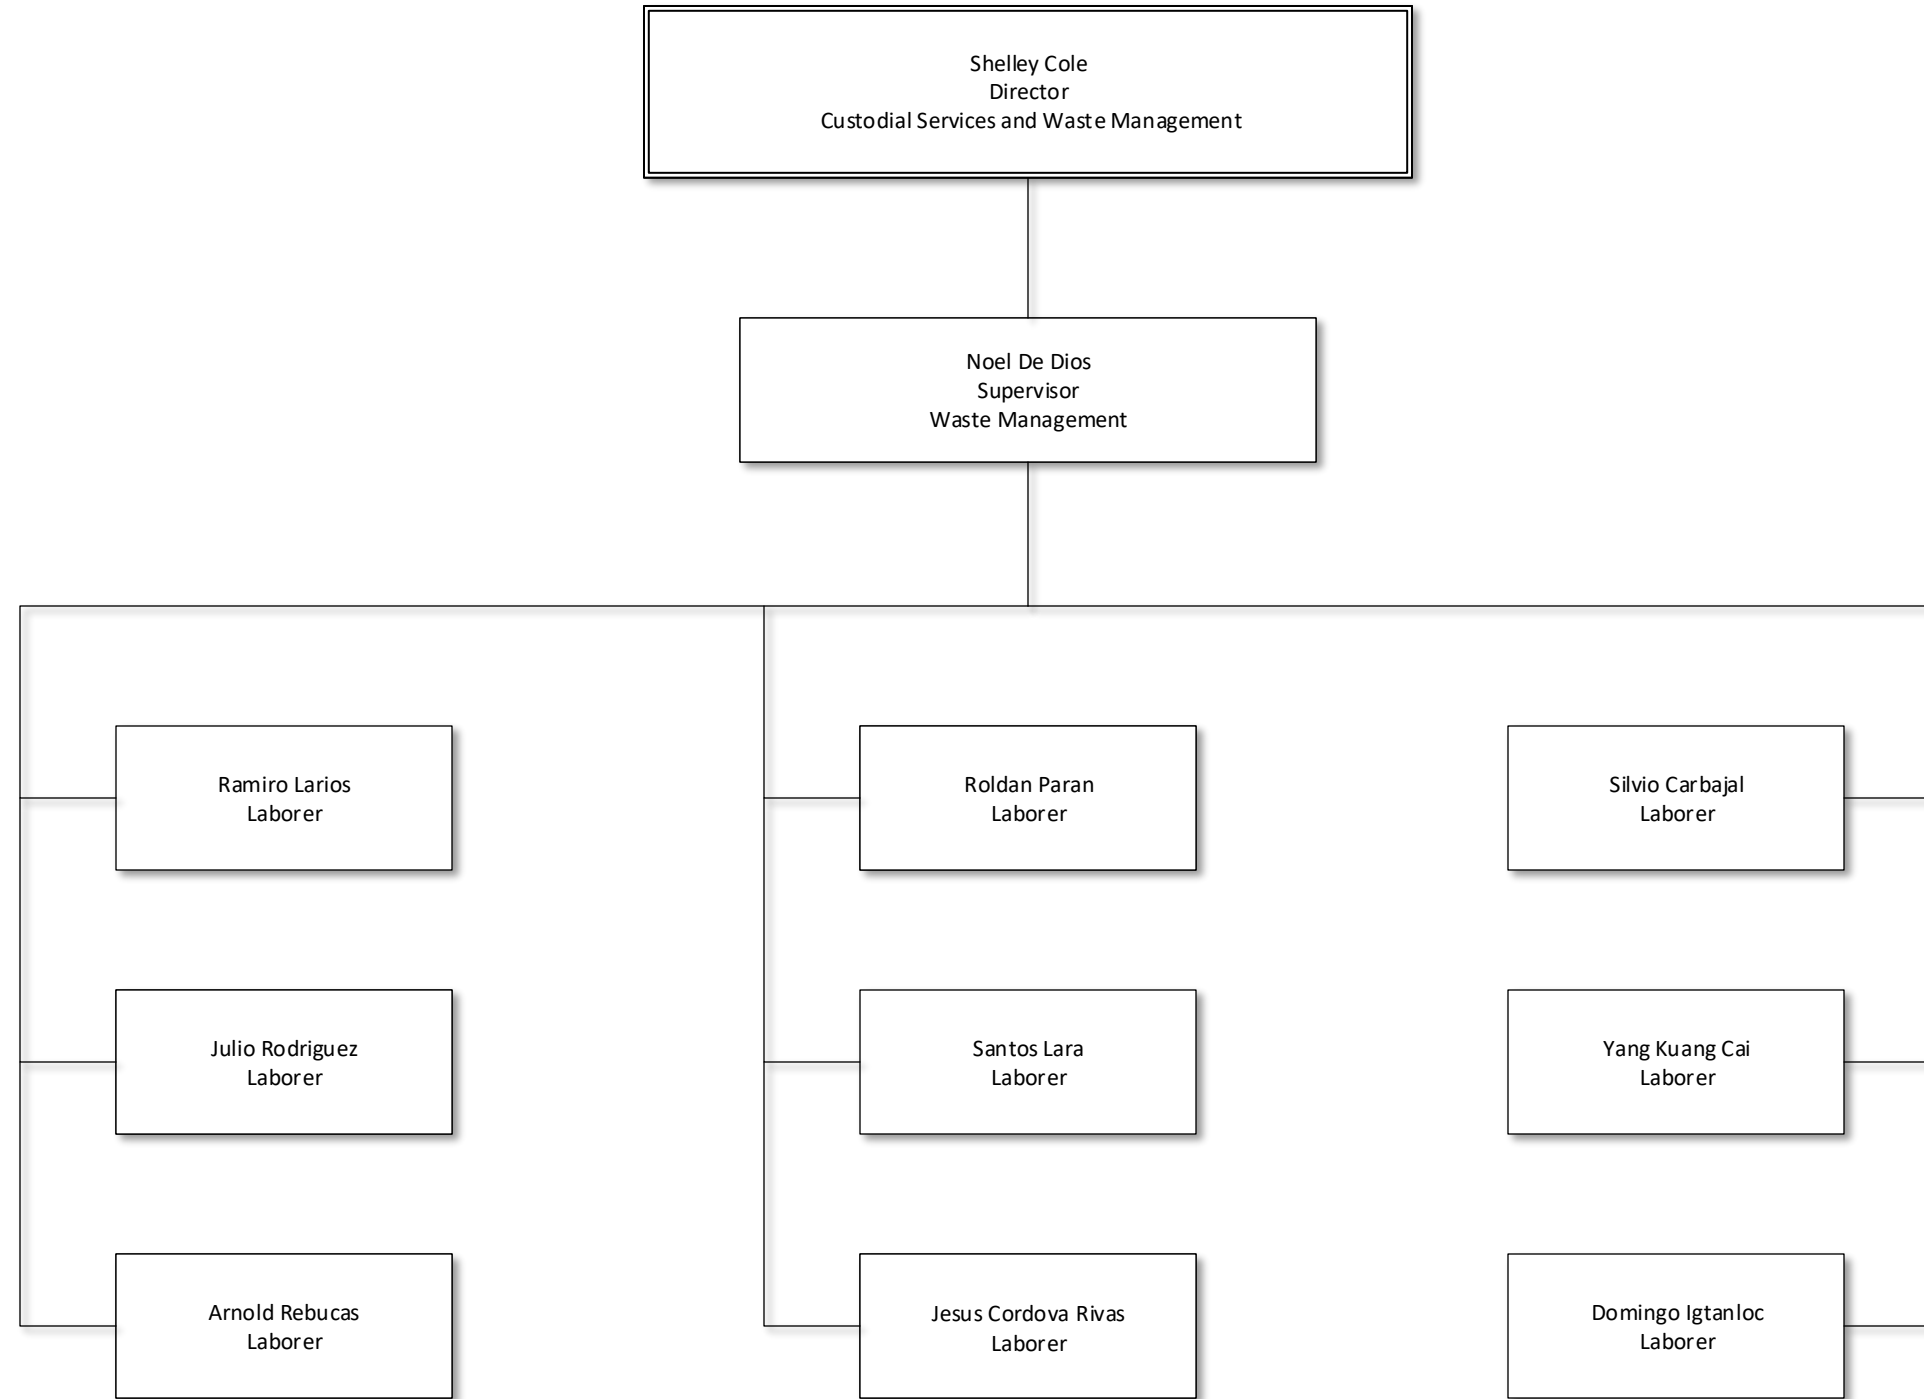 Shelley Cole
Director
Custodial Services and Waste Management
Noel De Dios
Supervisor
Waste Management
Ramiro Larios
Laborer
Roldan Paran
Laborer
Silvio Carbajal
Laborer
Julio Rodriguez
Laborer
Santos Lara
Laborer
Yang Kuang Cai
Laborer
Arnold Rebucas
Laborer
Jesus Cordova Rivas
Laborer
Domingo Igtanloc
Laborer